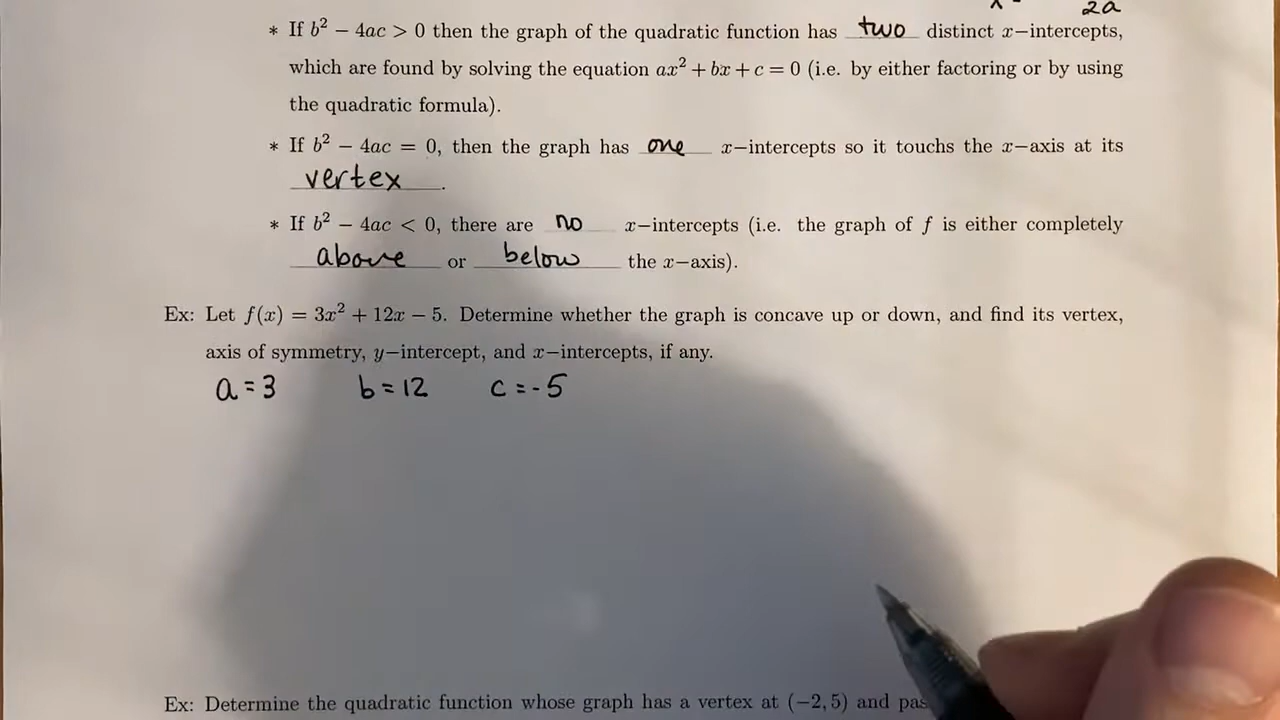 2a
* If b² − 4ac > 0 then the graph of the quadratic function has two distinct x−intercepts,
which are found by solving the equation ax² + bx + c = 0 (i.e. by either factoring or by using
the quadratic formula).
* If b² − 4ac = 0, then the graph has one x−intercepts so it touches the x−axis at its
vertex.
* If b² − 4ac < 0, there are no x−intercepts (i.e. the graph of f is either completely
above or below the x−axis).
Ex: Let f(x) = 3x² + 12x − 5. Determine whether the graph is concave up or down, and find its vertex,
axis of symmetry, y−intercept, and x−intercepts, if any.
a = 3 b = 12 c = -5
Ex: Determine the quadratic function whose graph has a vertex at (−2, 5) and pas